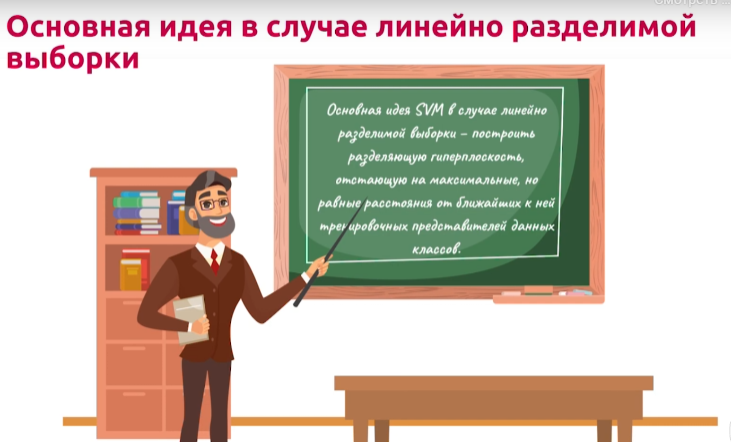 Смотреть
Основная идея в случае линейно разделимой
выборки
Основная идея SVM в случае линейно
разделимой выборки – построить
разделяющую гиперплоскость,
отстающую на максимальные, но
равные расстояния от ближайших к ней
тренировочных представителей данных
классов.